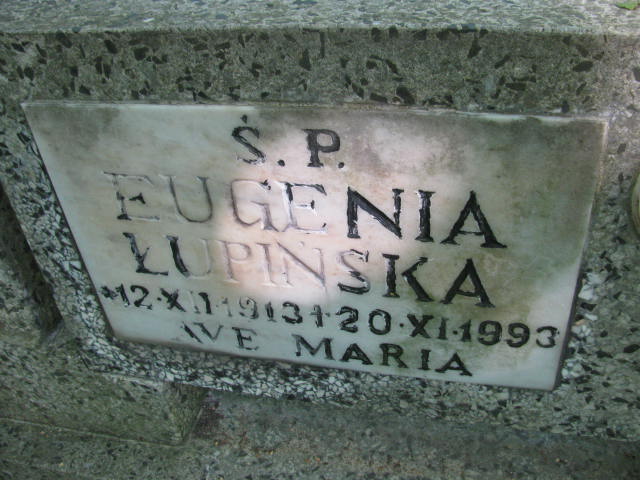 Ś. P.
EUGENIA
ŁUPIŃSKA
*12·XII·1913 †20·XI·1993
AVE MARIA